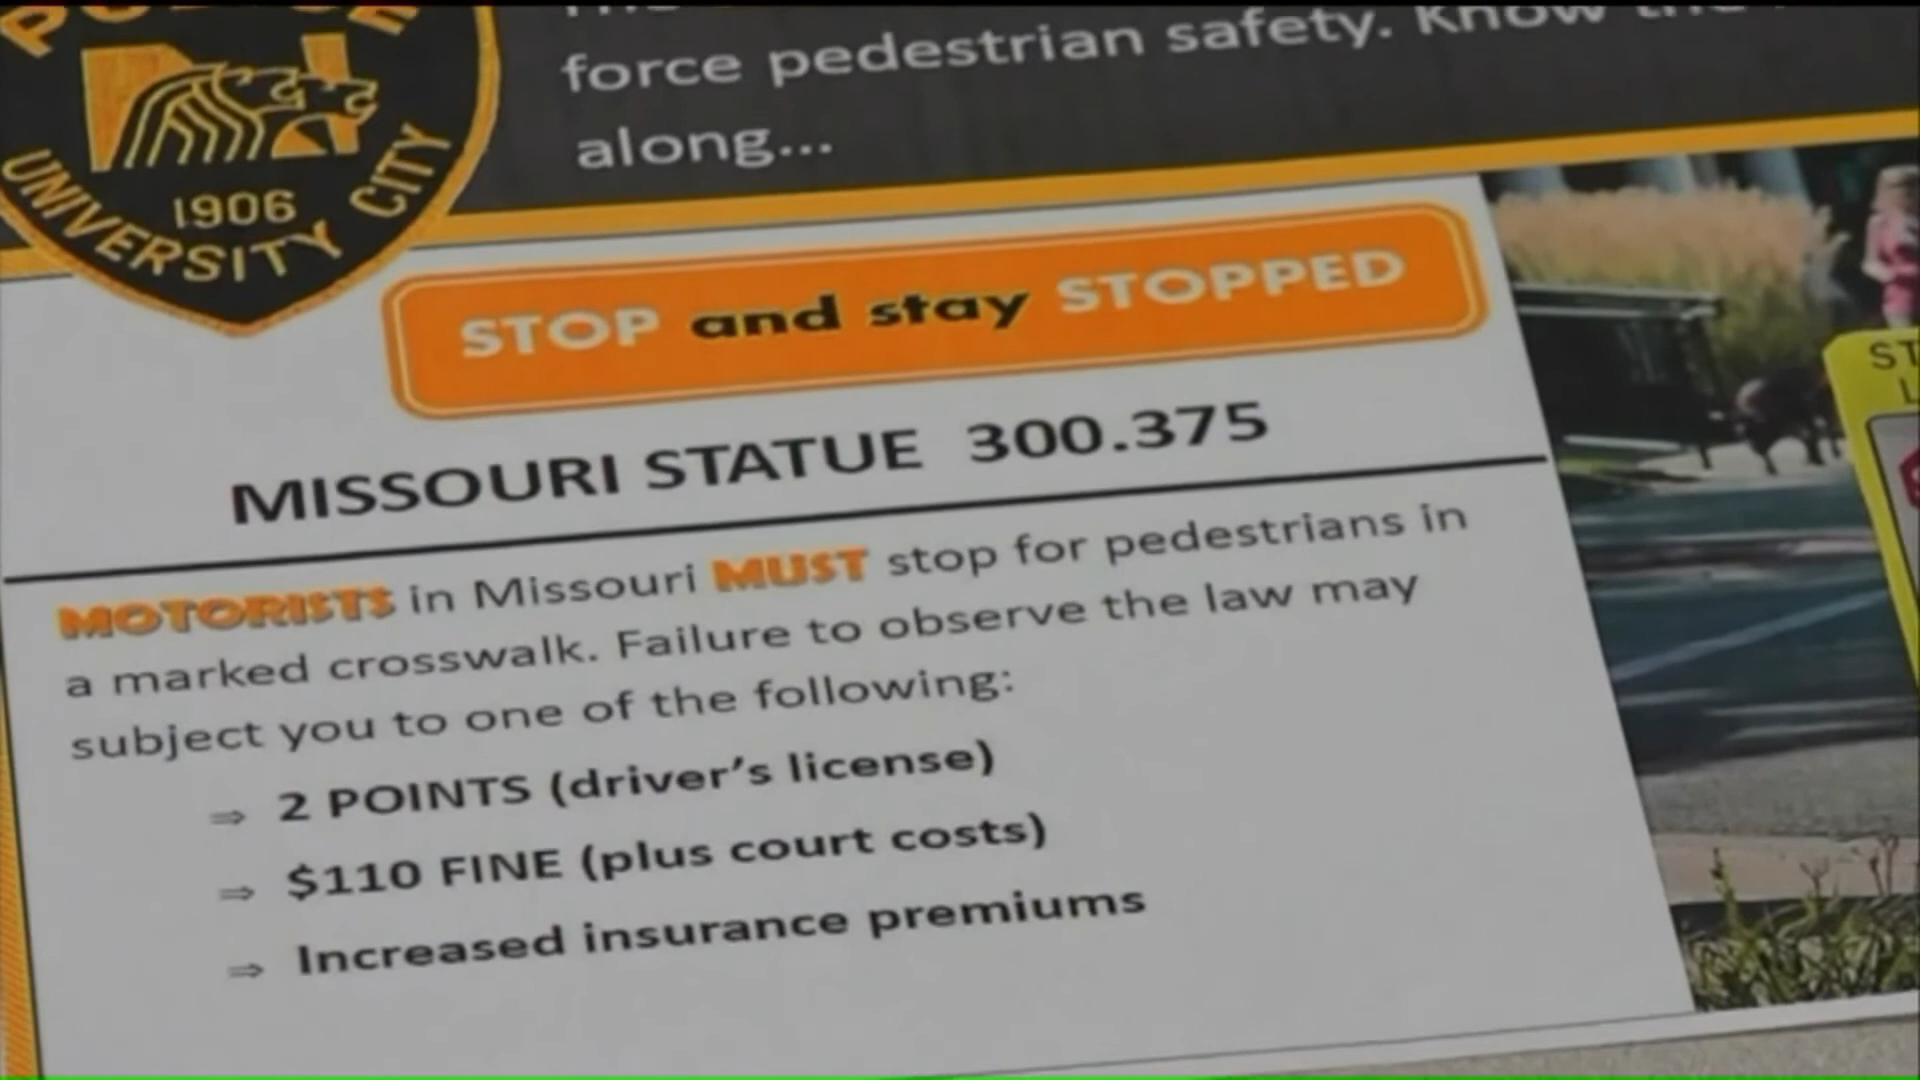 POLICE
1906
UNIVERSITY CITY
force pedestrian safety. Know
along...
STOP and stay STOPPED
MISSOURI STATUE 300.375
MOTORISTS in Missouri MUST stop for pedestrians in
a marked crosswalk. Failure to observe the law may
subject you to one of the following:
⇒ 2 POINTS (driver's license)
⇒ $110 FINE (plus court costs)
⇒ Increased insurance premiums